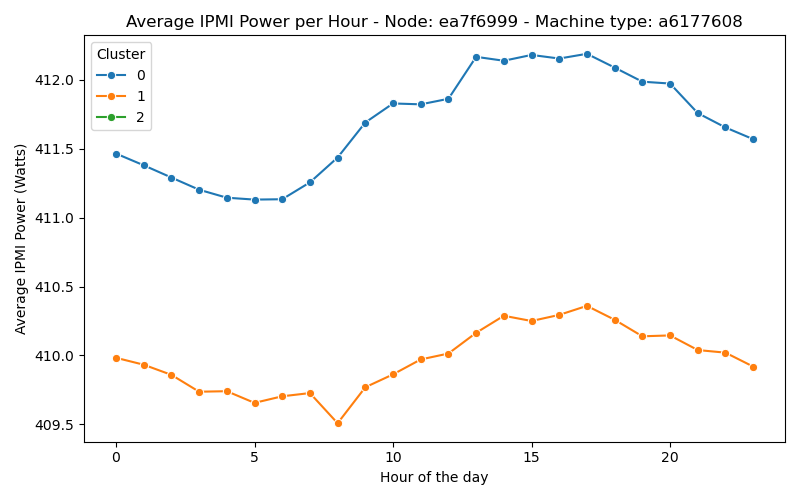 Average IPMI Power per Hour - Node: ea7f6999 - Machine type: a6177608
Cluster
0
1
2
Average IPMI Power (Watts)
412.0
411.5
411.0
410.5
410.0
409.5
0 5 10 15 20
Hour of the day